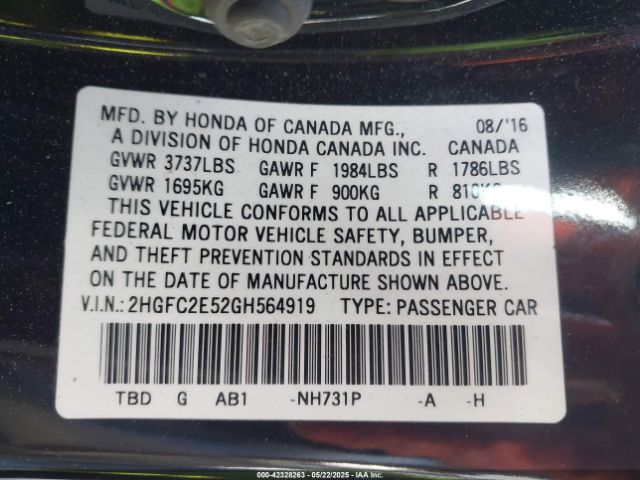 MFD. BY HONDA OF CANADA MFG., 08/'16
A DIVISION OF HONDA CANADA INC. CANADA
GVWR 3737LBS GAWR F 1984LBS R 1786LBS
GVWR 1695KG GAWR F 900KG R 810KG
THIS VEHICLE CONFORMS TO ALL APPLICABLE
FEDERAL MOTOR VEHICLE SAFETY, BUMPER,
AND THEFT PREVENTION STANDARDS IN EFFECT
ON THE DATE OF MANUFACTURE SHOWN ABOVE.
V.I.N.: 2HGFC2E52GH564919 TYPE: PASSENGER CAR
TBD G AB1 -NH731P -A -H
000-42328263 - 05/22/2025 - IAA Inc.